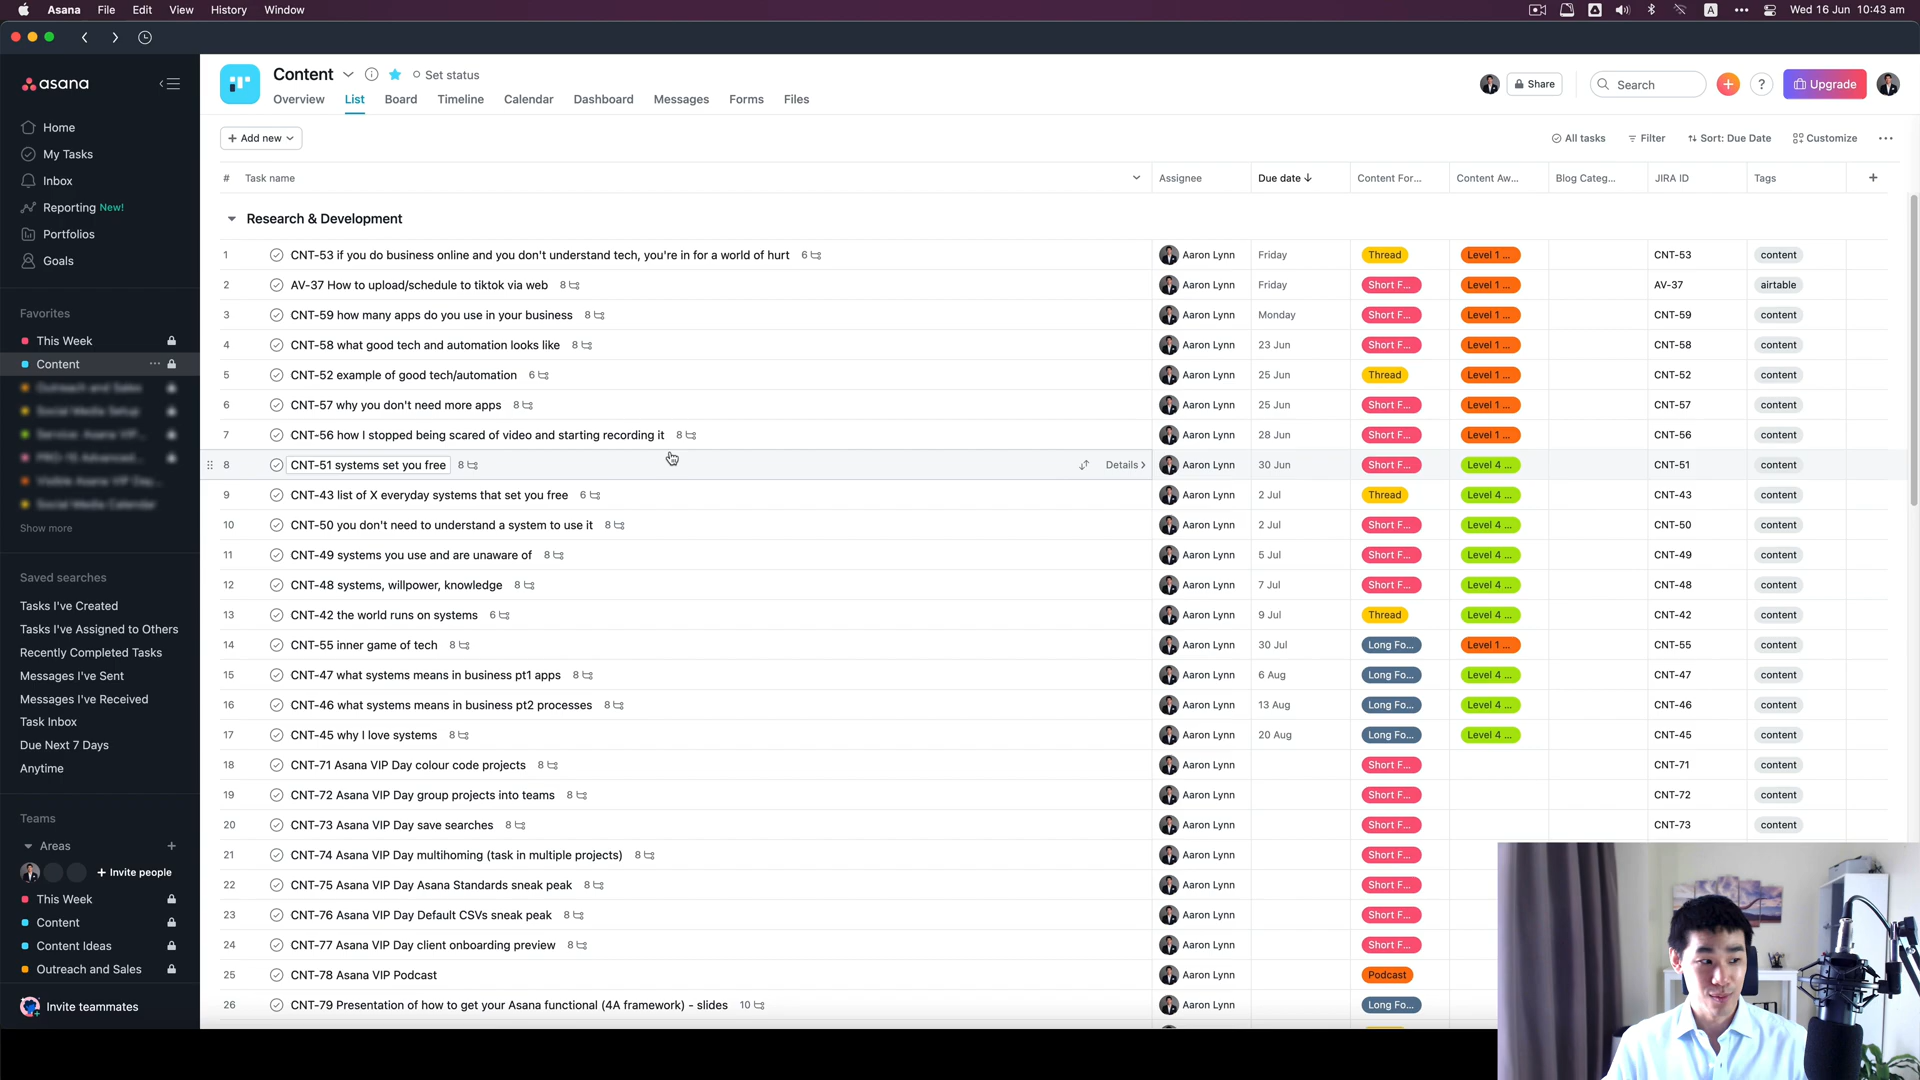 Asana File Edit View History Window
A
Wed 16 Jun 10:43 am
asana
Home
My Tasks
Inbox
Reporting New!
Portfolios
Goals
Favorites
This Week
Content
Show more
Saved searches
Tasks I've Created
Tasks I've Assigned to Others
Recently Completed Tasks
Messages I've Sent
Messages I've Received
Task Inbox
Due Next 7 Days
Anytime
Teams
Areas
Invite people
This Week
Content
Content Ideas
Outreach and Sales
Invite teammates
Content Set status
Overview List Board Timeline Calendar Dashboard Messages Forms Files
Share Search ? Upgrade
+ Add new
All tasks Filter Sort: Due Date Customize
# Task name Assignee Due date Content For... Content Aw... Blog Categ... JIRA ID Tags
Research & Development
1 CNT-53 if you do business online and you don't understand tech, you're in for a world of hurt 6 Aaron Lynn Friday Thread Level 1 ... CNT-53 content
2 AV-37 How to upload/schedule to tiktok via web 8 Aaron Lynn Friday Short F... Level 1 ... AV-37 airtable
3 CNT-59 how many apps do you use in your business 8 Aaron Lynn Monday Short F... Level 1 ... CNT-59 content
4 CNT-58 what good tech and automation looks like 8 Aaron Lynn 23 Jun Short F... Level 1 ... CNT-58 content
5 CNT-52 example of good tech/automation 6 Aaron Lynn 25 Jun Thread Level 1 ... CNT-52 content
6 CNT-57 why you don't need more apps 8 Aaron Lynn 25 Jun Short F... Level 1 ... CNT-57 content
7 CNT-56 how I stopped being scared of video and starting recording it 8 Aaron Lynn 28 Jun Short F... Level 1 ... CNT-56 content
8 CNT-51 systems set you free 8 Details Aaron Lynn 30 Jun Short F... Level 4 ... CNT-51 content
9 CNT-43 list of X everyday systems that set you free 6 Aaron Lynn 2 Jul Thread Level 4 ... CNT-43 content
10 CNT-50 you don't need to understand a system to use it 8 Aaron Lynn 2 Jul Short F... Level 4 ... CNT-50 content
11 CNT-49 systems you use and are unaware of 8 Aaron Lynn 5 Jul Short F... Level 4 ... CNT-49 content
12 CNT-48 systems, willpower, knowledge 8 Aaron Lynn 7 Jul Short F... Level 4 ... CNT-48 content
13 CNT-42 the world runs on systems 6 Aaron Lynn 9 Jul Thread Level 4 ... CNT-42 content
14 CNT-55 inner game of tech 8 Aaron Lynn 30 Jul Long Fo... Level 1 ... CNT-55 content
15 CNT-47 what systems means in business pt1 apps 8 Aaron Lynn 6 Aug Long Fo... Level 4 ... CNT-47 content
16 CNT-46 what systems means in business pt2 processes 8 Aaron Lynn 13 Aug Long Fo... Level 4 ... CNT-46 content
17 CNT-45 why I love systems 8 Aaron Lynn 20 Aug Long Fo... Level 4 ... CNT-45 content
18 CNT-71 Asana VIP Day colour code projects 8 Aaron Lynn Short F... CNT-71 content
19 CNT-72 Asana VIP Day group projects into teams 8 Aaron Lynn Short F... CNT-72 content
20 CNT-73 Asana VIP Day save searches 8 Aaron Lynn Short F... CNT-73 content
21 CNT-74 Asana VIP Day multihoming (task in multiple projects) 8 Aaron Lynn Short F...
22 CNT-75 Asana VIP Day Asana Standards sneak peak 8 Aaron Lynn Short F...
23 CNT-76 Asana VIP Day Default CSVs sneak peak 8 Aaron Lynn Short F...
24 CNT-77 Asana VIP Day client onboarding preview 8 Aaron Lynn Short F...
25 CNT-78 Asana VIP Podcast Aaron Lynn Podcast
26 CNT-79 Presentation of how to get your Asana functional (4A framework) - slides 10 Aaron Lynn Long Fo...